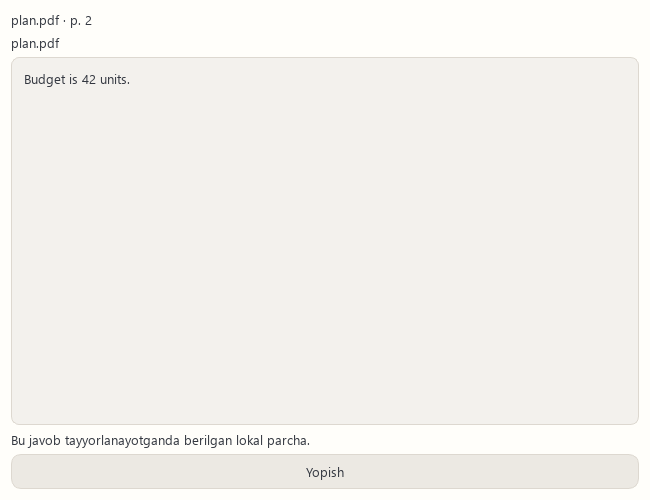 plan.pdf · p. 2
plan.pdf
Budget is 42 units.
Bu javob tayyorlanayotganda berilgan lokal parcha.
Yopish